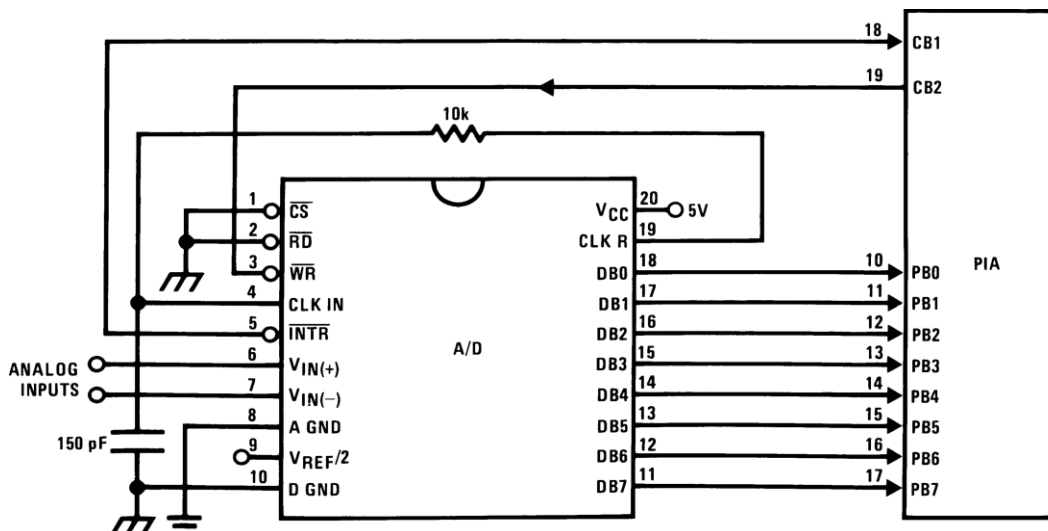 18 CB1
19 CB2
10k
1 CS
2 RD
3 WR
4 CLK IN
5 INTR
6 VIN(+)
7 VIN(−)
8 A GND
9 VREF/2
10 D GND
ANALOG
INPUTS
150 pF
A/D
VCC 20 5V
CLK R 19
DB0 18
DB1 17
DB2 16
DB3 15
DB4 14
DB5 13
DB6 12
DB7 11
10 PB0
11 PB1
12 PB2
13 PB3
14 PB4
15 PB5
16 PB6
17 PB7
PIA